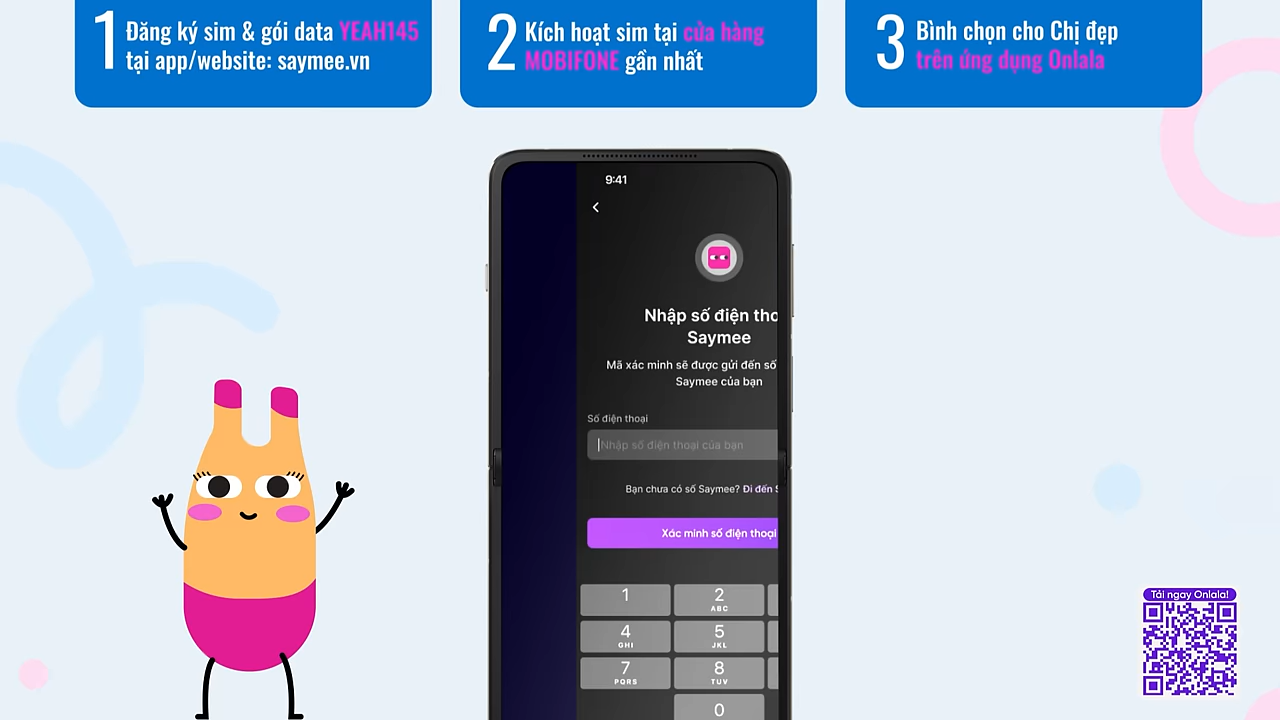 1
Đăng ký sim & gói data YEAH145
tại app/website: saymee.vn
2
Kích hoạt sim tại cửa hàng
MOBIFONE gần nhất
3
Bình chọn cho Chị đẹp
trên ứng dụng Onlala
9:41
Nhập số điện tho
Saymee
Mã xác minh sẽ được gửi đến số
Saymee của bạn
Số điện thoại
Nhập số điện thoại của bạn
Bạn chưa có số Saymee? Đi đến S
Xác minh số điện thoại
1
2
ABC
4
GHI
5
JKL
7
PQRS
8
TUV
0
Tải ngay Onlala!